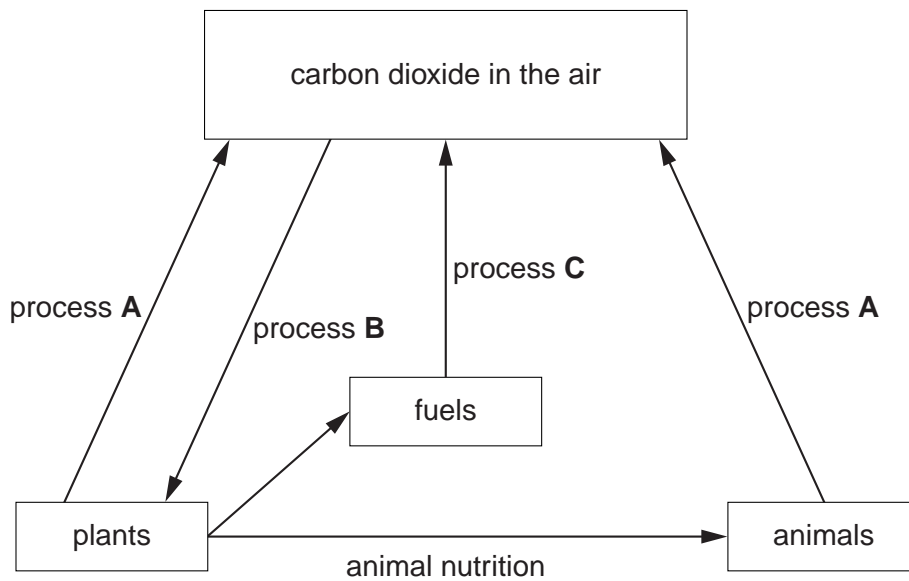 carbon dioxide in the air
process A
process B
process C
process A
fuels
plants
animals
animal nutrition